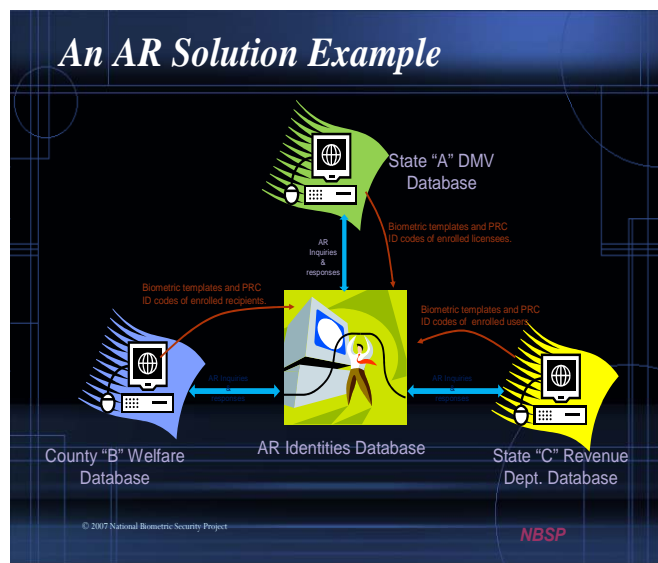 An AR Solution Example
State "A" DMV
Database
Biometric templates and PRC
ID codes of enrolled licensees.
AR
Inquiries
&
responses
Biometric templates and PRC
ID codes of enrolled recipients.
Biometric templates and PRC
ID codes of enrolled users.
AR Inquiries
&
responses
AR Inquiries
&
responses
AR Identities Database
County "B" Welfare
Database
State "C" Revenue
Dept. Database
© 2007 National Biometric Security Project
NBSP